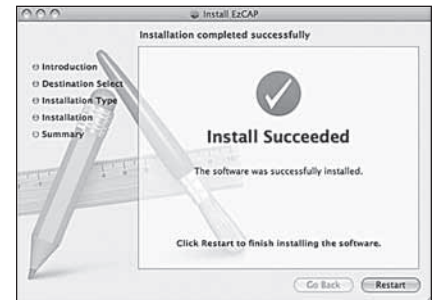 Install EzCAP
Installation completed successfully
Introduction
Destination Select
Installation Type
Installation
Summary
Install Succeeded
The software was successfully installed.
Click Restart to finish installing the software.
Go Back
Restart